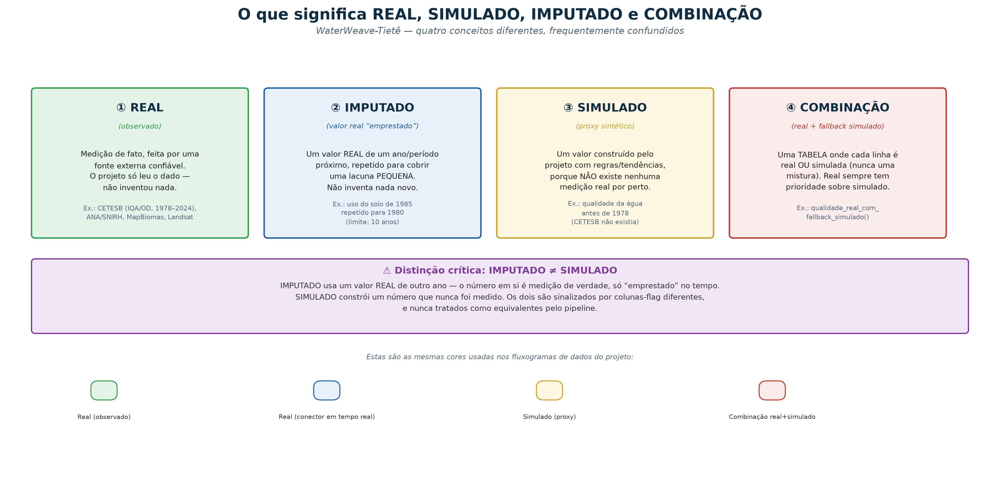 O que significa REAL, SIMULADO, IMPUTADO e COMBINAÇÃO
WaterWeave-Tietê — quatro conceitos diferentes, frequentemente confundidos
① REAL
(observado)
Medição de fato, feita por uma
fonte externa confiável.
O projeto só leu o dado —
não inventou nada.
Ex.: CETESB (IQA/OD, 1978–2024),
ANA/SNIRH, MapBiomas, Landsat
② IMPUTADO
(valor real “emprestado”)
Um valor REAL de um ano/período
próximo, repetido para cobrir
uma lacuna PEQUENA.
Não inventa nada novo.
Ex.: uso do solo de 1985
repetido para 1980
(limite: 10 anos)
③ SIMULADO
(proxy sintético)
Um valor construído pelo
projeto com regras/tendências,
porque NÃO existe nenhuma
medição real por perto.
Ex.: qualidade da água
antes de 1978
(CETESB não existia)
④ COMBINAÇÃO
(real + fallback simulado)
Uma TABELA onde cada linha é
real OU simulada (nunca uma
mistura). Real sempre tem
prioridade sobre simulado.
Ex.: qualidade_real_com_
fallback_simulado()
⚠ Distinção crítica: IMPUTADO ≠ SIMULADO
IMPUTADO usa um valor REAL de outro ano — o número em si é medição de verdade, só “emprestado” no tempo.
SIMULADO constrói um número que nunca foi medido. Os dois são sinalizados por colunas-flag diferentes,
e nunca tratados como equivalentes pelo pipeline.
Estas são as mesmas cores usadas nos fluxogramas de dados do projeto:
Real (observado)
Real (conector em tempo real)
Simulado (proxy)
Combinação real+simulado